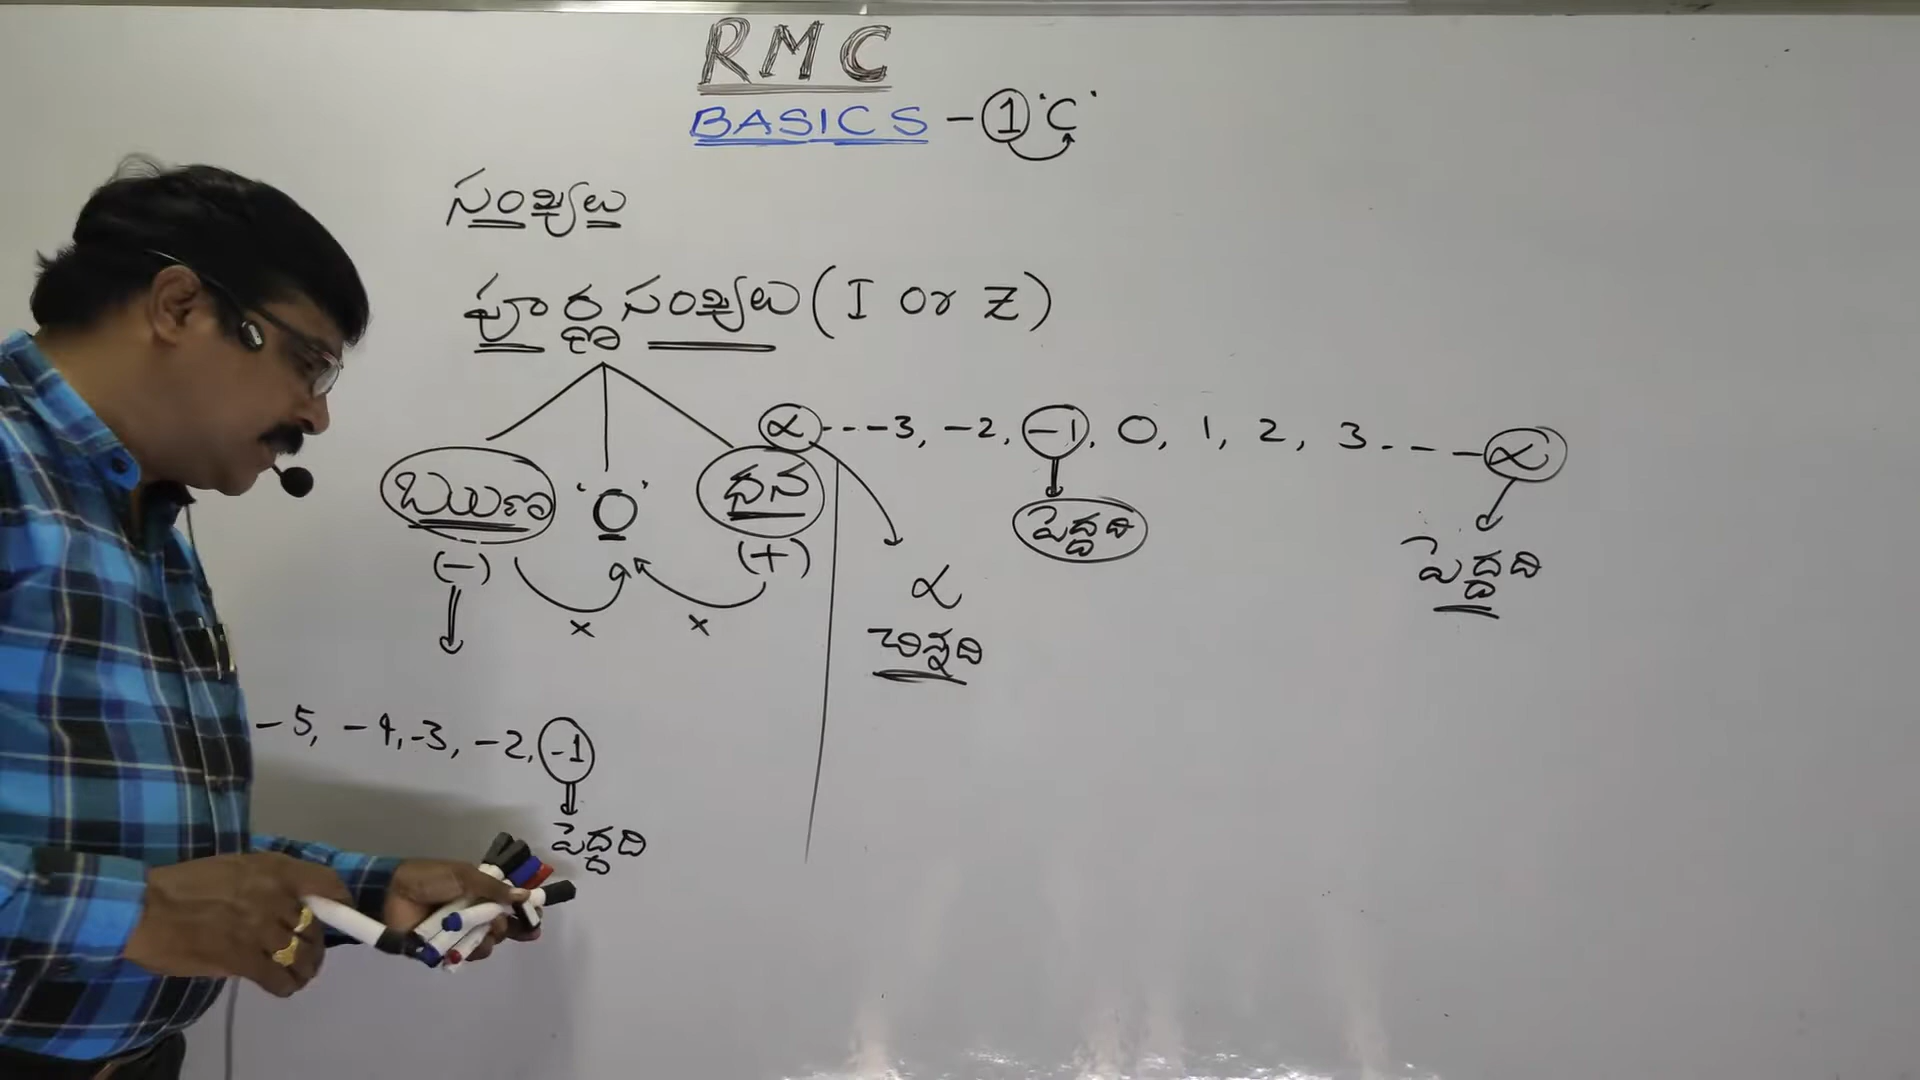 RMC
BASICS - 1 'C'
సంఖ్యలు
పూర్ణ సంఖ్యలు (I or Z)
α --- -3, -2, -1, 0, 1, 2, 3 - - - - α
ఋణ '0' ధన
పెద్దది పెద్దది
(-) (+)
α
x x
చిన్నది
-5, -4, -3, -2, -1
పెద్దది